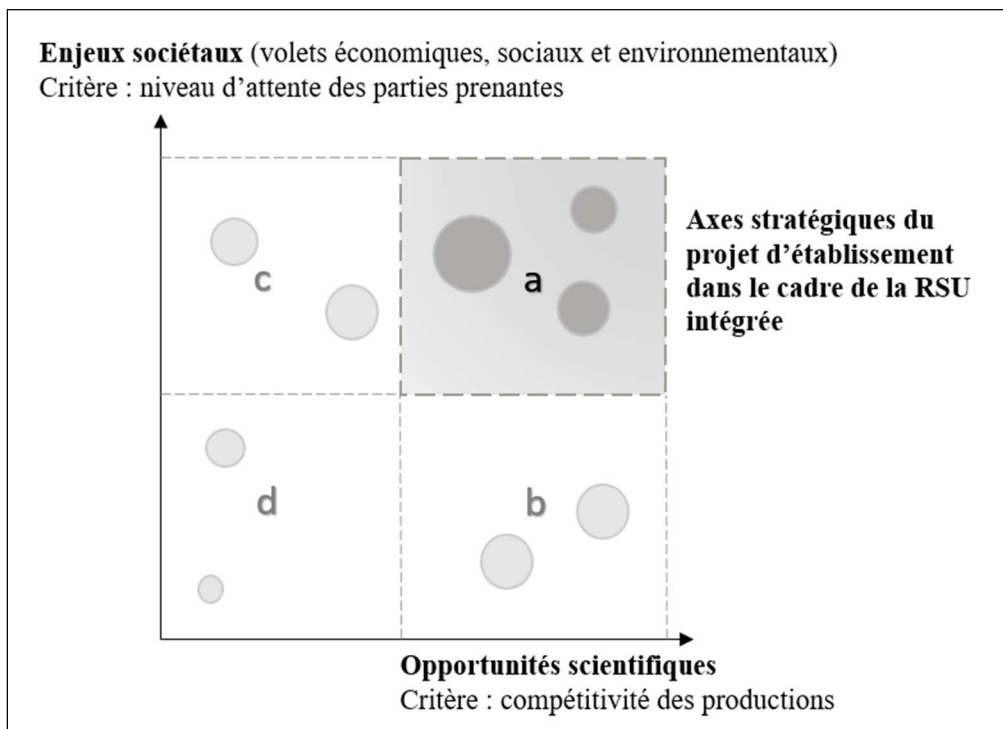 Enjeux sociétaux (volets économiques, sociaux et environnementaux)
Critère : niveau d’attente des parties prenantes
Axes stratégiques du
projet d’établissement
dans le cadre de la RSU
intégrée
c
a
d
b
Opportunités scientifiques
Critère : compétitivité des productions